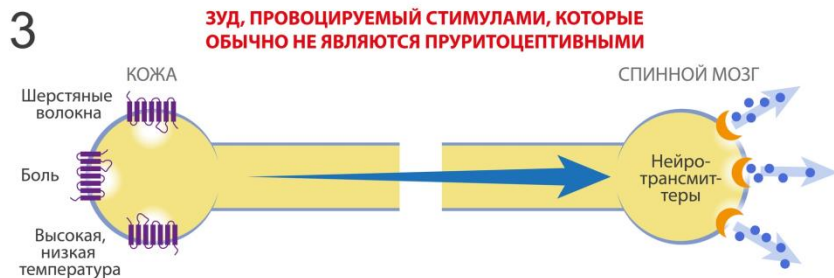 3
ЗУД, ПРОВОЦИРУЕМЫЙ СТИМУЛАМИ, КОТОРЫЕ
ОБЫЧНО НЕ ЯВЛЯЮТСЯ ПРУРИТОЦЕПТИВНЫМИ
КОЖА
СПИННОЙ МОЗГ
Шерстяные
волокна
Боль
Высокая,
низкая
температура
Нейро-
трансмит-
теры